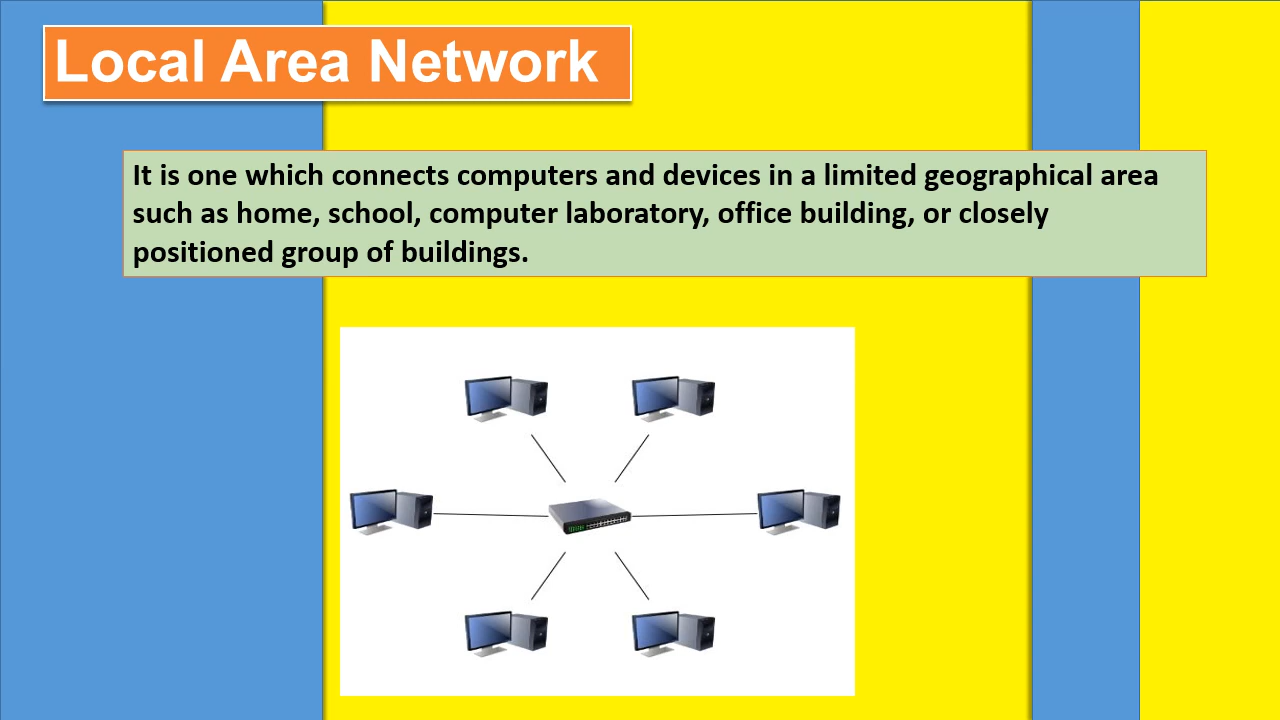 Local Area Network
It is one which connects computers and devices in a limited geographical area
such as home, school, computer laboratory, office building, or closely
positioned group of buildings.